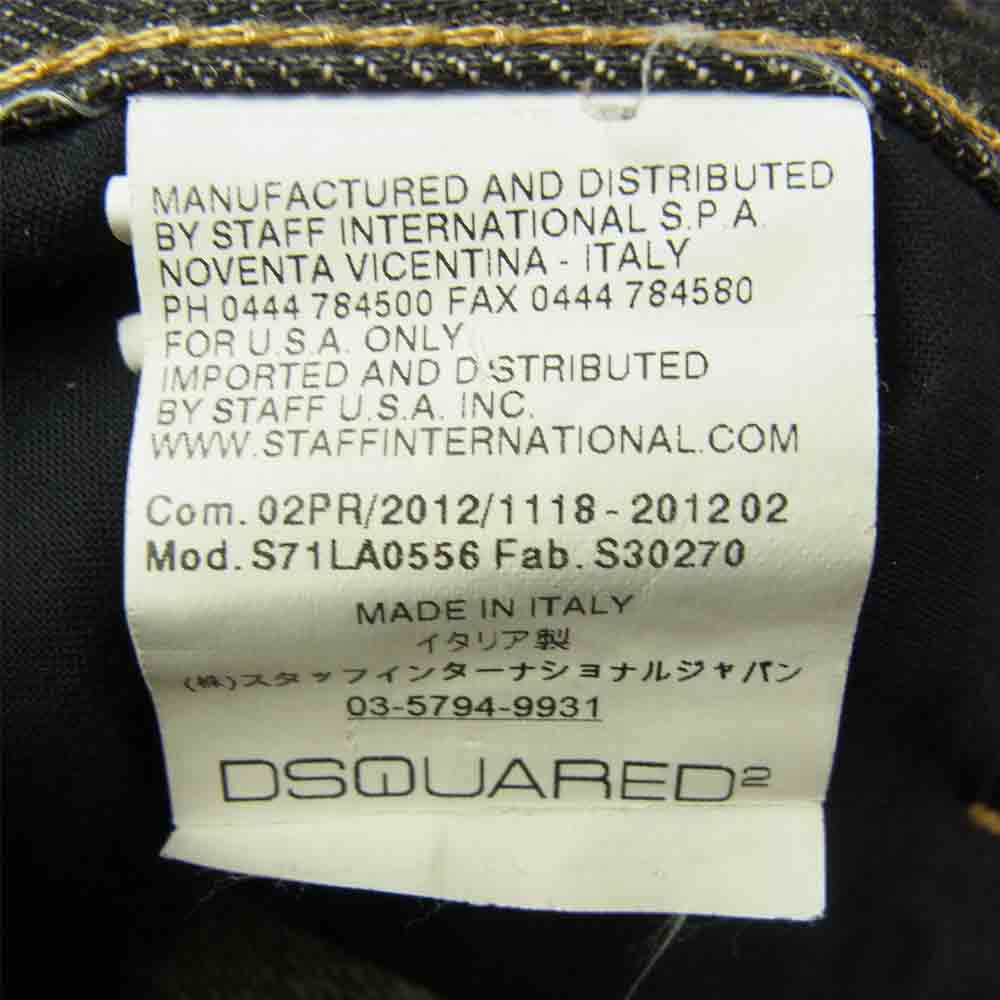 MANUFACTURED AND DISTRIBUTED
BY STAFF INTERNATIONAL S.P.A.
NOVENTA VICENTINA - ITALY
PH 0444 784500 FAX 0444 784580
FOR U.S.A. ONLY
IMPORTED AND DISTRIBUTED
BY STAFF U.S.A. INC.
WWW.STAFFINTERNATIONAL.COM
Com. 02PR/2012/1118 - 2012 02
Mod. S71LA0556 Fab. S30270
MADE IN ITALY
イタリア製
(株)スタッフインターナショナルジャパン
03-5794-9931
DSQUARED²